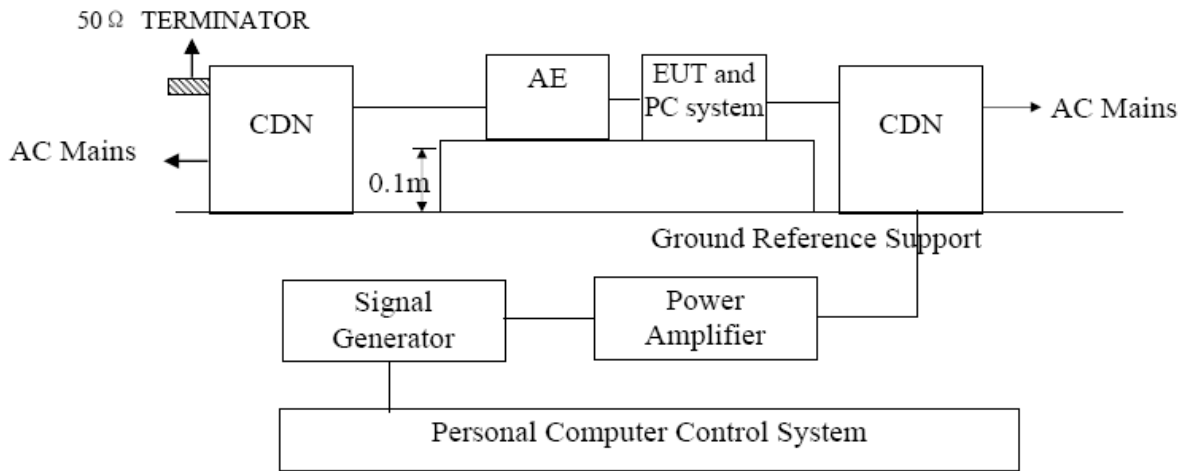 50Ω TERMINATOR
CDN
AC Mains
AE
EUT and
PC system
CDN
AC Mains
0.1m
Ground Reference Support
Signal
Generator
Power
Amplifier
Personal Computer Control System